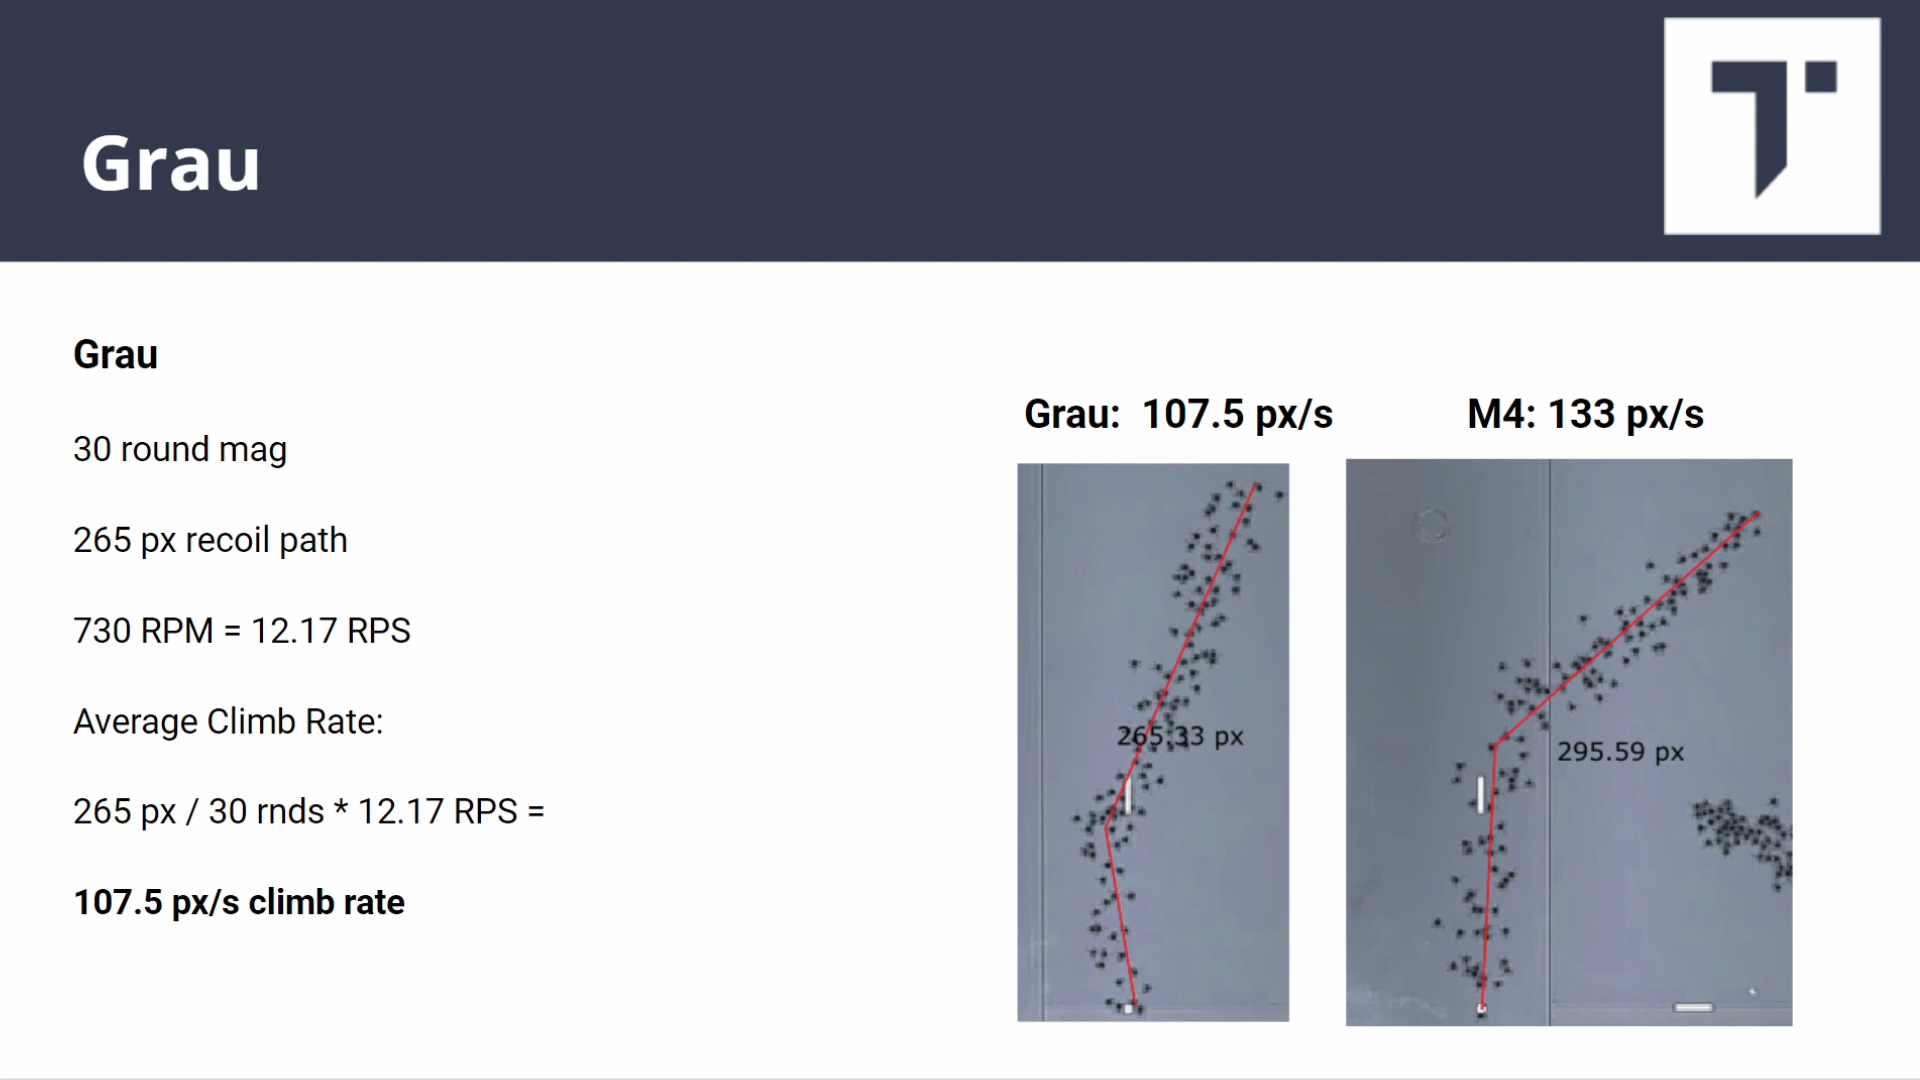 Grau
Grau
30 round mag
265 px recoil path
730 RPM = 12.17 RPS
Average Climb Rate:
265 px / 30 rnds * 12.17 RPS =
107.5 px/s climb rate
Grau: 107.5 px/s
M4: 133 px/s
265.33 px
295.59 px